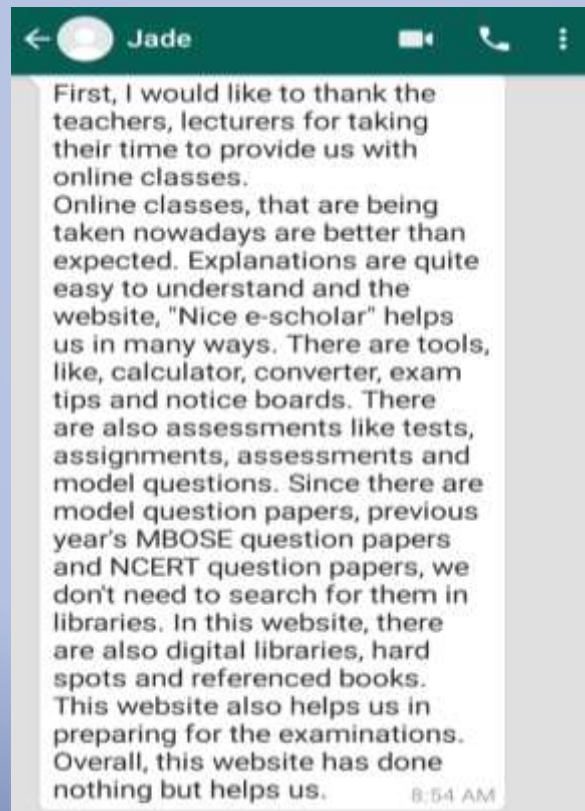 Jade
First, I would like to thank the
teachers, lecturers for taking
their time to provide us with
online classes.
Online classes, that are being
taken nowadays are better than
expected. Explanations are quite
easy to understand and the
website, "Nice e-scholar" helps
us in many ways. There are tools,
like, calculator, converter, exam
tips and notice boards. There
are also assessments like tests,
assignments, assessments and
model questions. Since there are
model question papers, previous
year's MBOSE question papers
and NCERT question papers, we
don't need to search for them in
libraries. In this website, there
are also digital libraries, hard
spots and referenced books.
This website also helps us in
preparing for the examinations.
Overall, this website has done
nothing but helps us.
8:54 AM